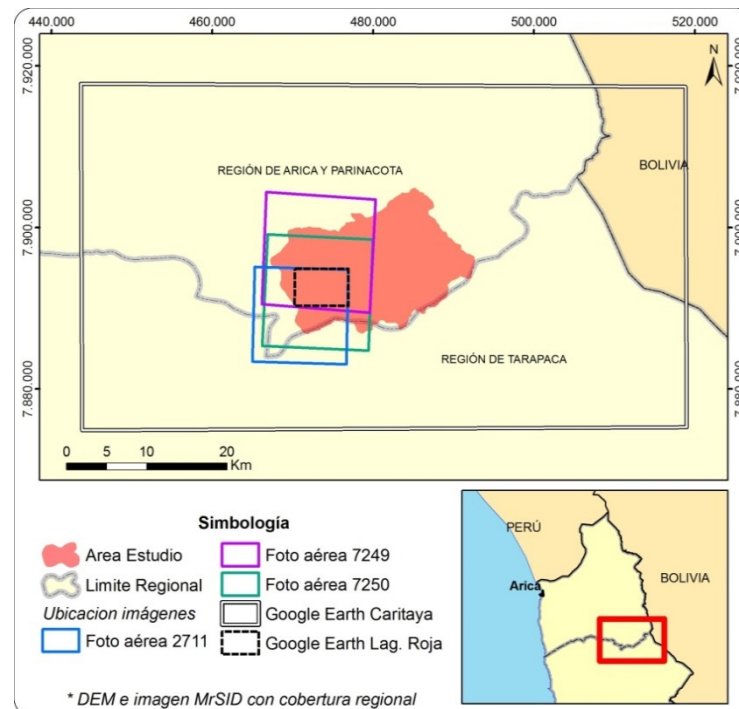 440.000 460.000 480.000 500.000 520.000
7.920.000 7.920.000
N
BOLIVIA
REGIÓN DE ARICA Y PARINACOTA
7.900.000 7.900.000
REGIÓN DE TARAPACA
7.880.000 7.880.000
0 5 10 20
Km
Simbología
Area Estudio
Foto aérea 7249
Limite Regional
Foto aérea 7250
Ubicacion imágenes
Google Earth Caritaya
Foto aérea 2711
Google Earth Lag. Roja
* DEM e imagen MrSID con cobertura regional
PERÚ
BOLIVIA
Arica